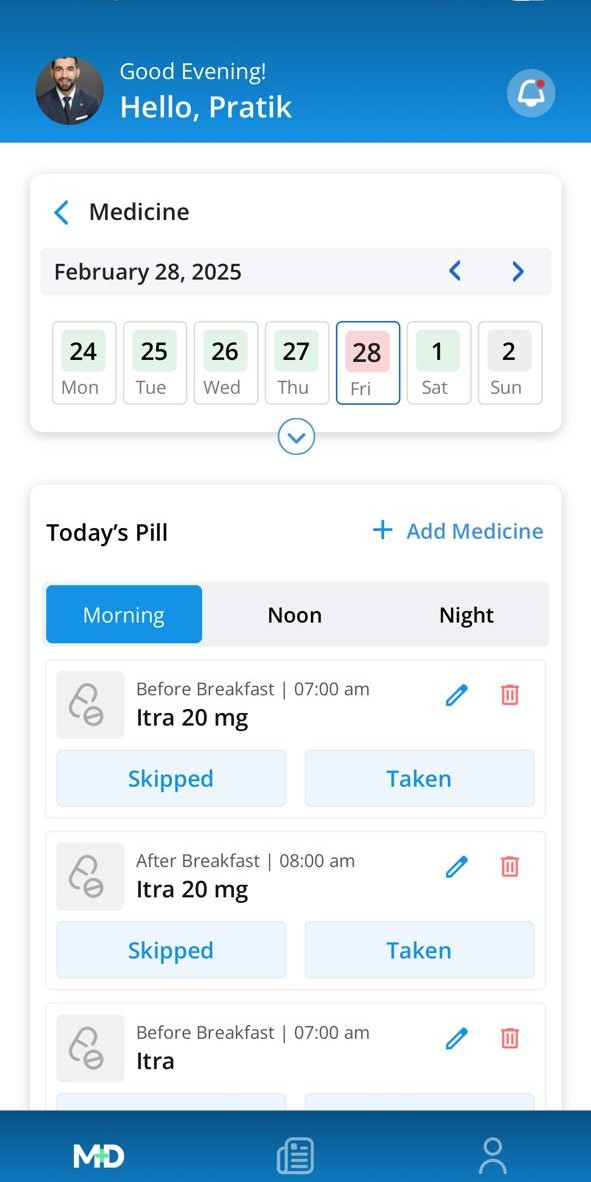 Good Evening!
Hello, Pratik
Medicine
February 28, 2025
24 25 26 27 28 1 2
Mon Tue Wed Thu Fri Sat Sun
Today’s Pill + Add Medicine
Morning Noon Night
Before Breakfast | 07:00 am
Itra 20 mg
Skipped Taken
After Breakfast | 08:00 am
Itra 20 mg
Skipped Taken
Before Breakfast | 07:00 am
Itra
M+D